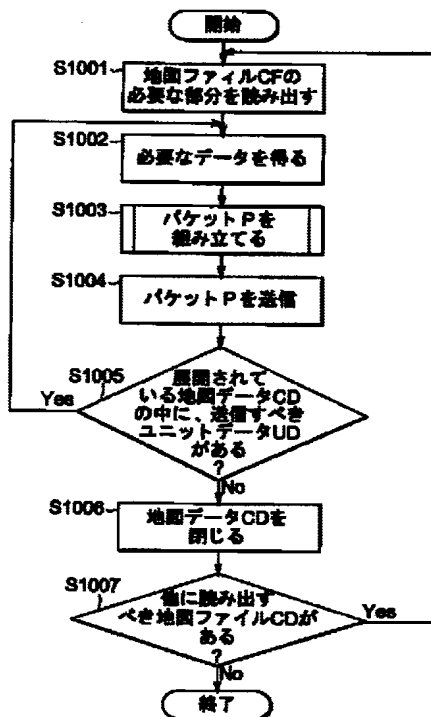 開始
S1001
地図ファイルCFの
必要な部分を読み出す
S1002
必要なデータを得る
S1003
パケットPを
組み立てる
S1004
パケットPを送信
S1005
展開されて
いる地図データCD
の中に、送信すべき
ユニットデータUD
がある
?
Yes
No
S1006
地図データCDを
閉じる
S1007
他に読み出す
べき地図ファイルCDが
ある
?
Yes
No
終了